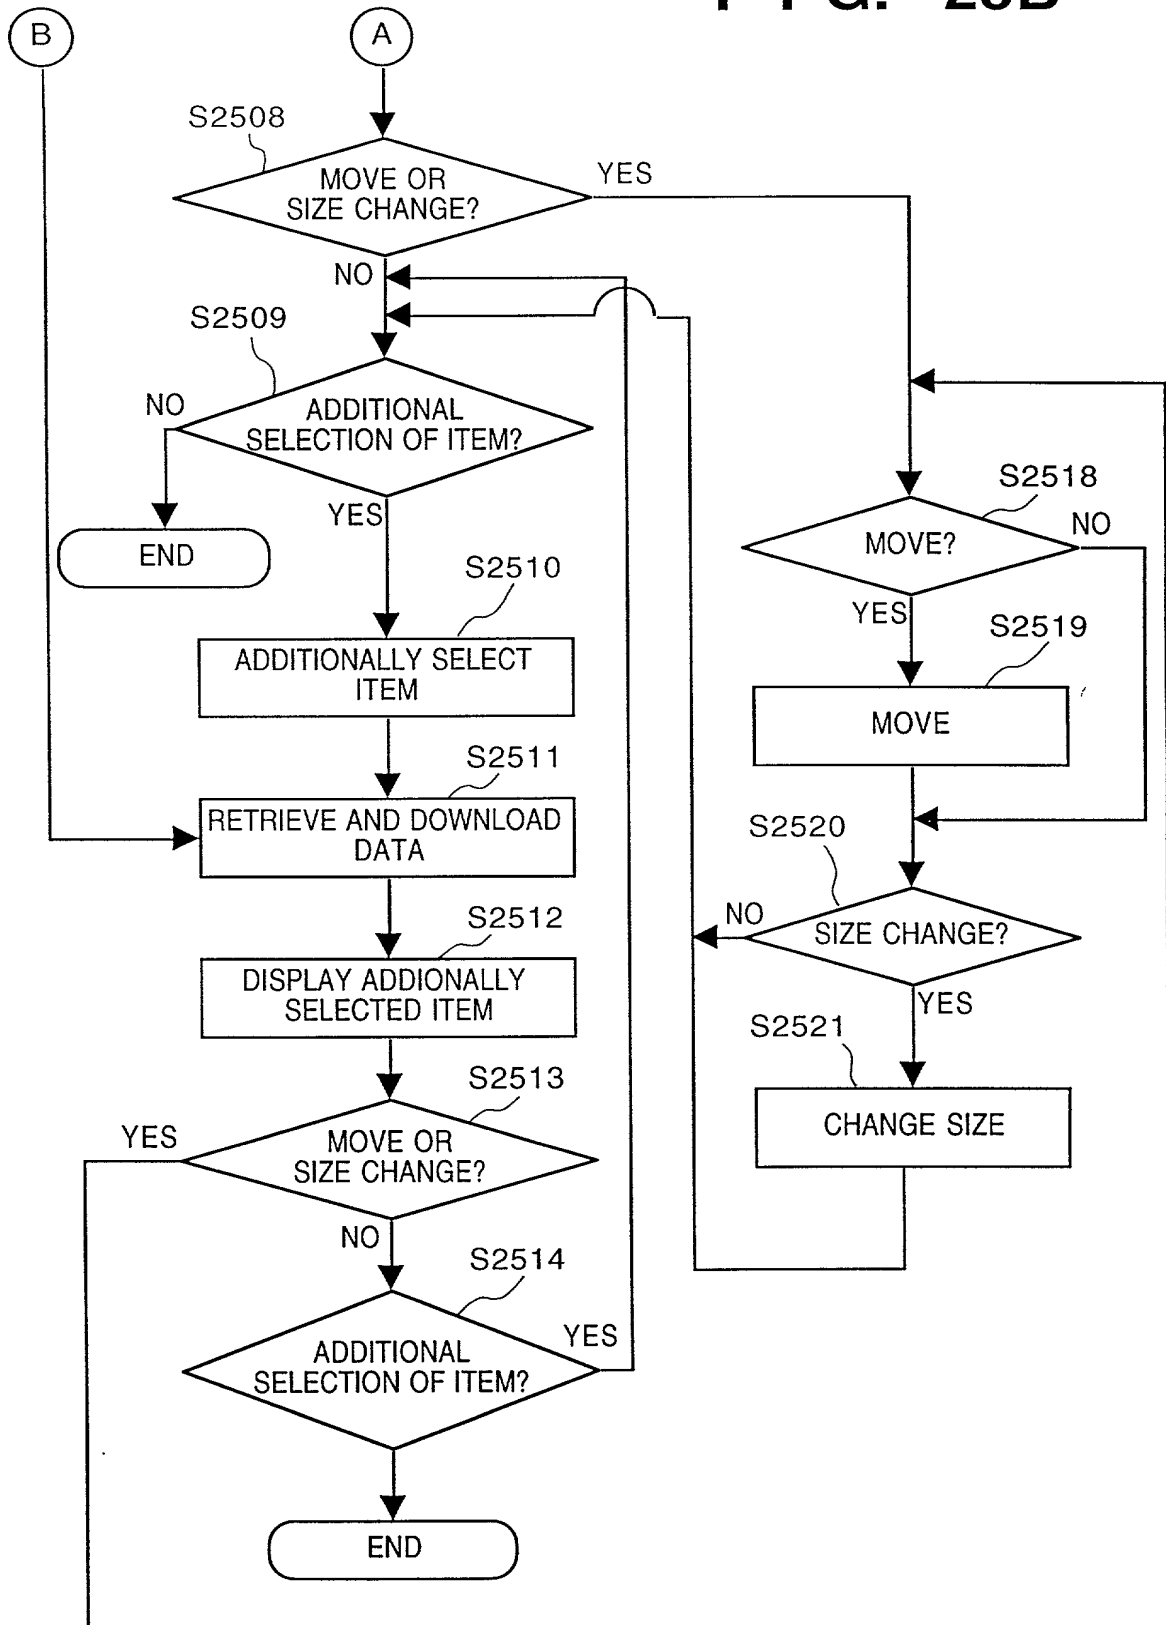 B
A
S2508
MOVE OR
SIZE CHANGE?
YES
NO
S2509
NO
ADDITIONAL
SELECTION OF ITEM?
YES
END
S2510
ADDITIONALLY SELECT
ITEM
S2511
RETRIEVE AND DOWNLOAD
DATA
S2512
DISPLAY ADDIONALLY
SELECTED ITEM
S2513
YES
MOVE OR
SIZE CHANGE?
NO
S2514
YES
ADDITIONAL
SELECTION OF ITEM?
END
S2518
NO
MOVE?
YES
S2519
MOVE
S2520
NO
SIZE CHANGE?
YES
S2521
CHANGE SIZE